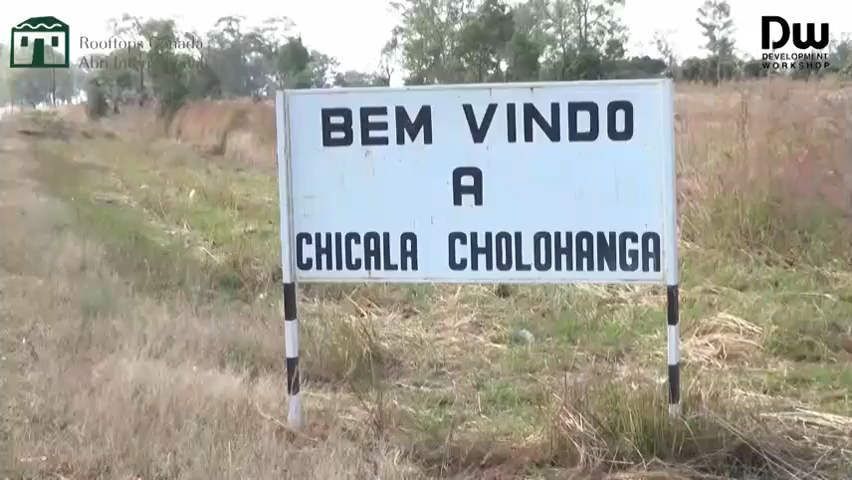 Rooftops Canada
Abri International
DW
DEVELOPMENT
WORKSHOP
BEM VINDO
A
CHICALA CHOLOHANGA